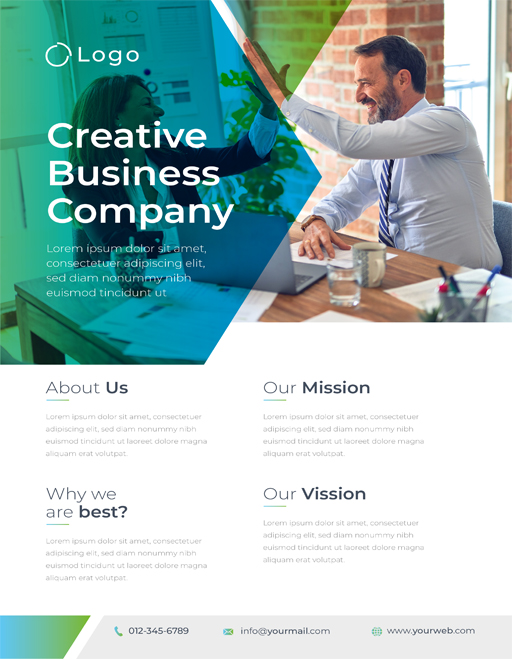 Logo
Creative
Business
Company
Lorem ipsum dolor sit amet,
consectetuer adipiscing elit,
sed diam nonummy nibh
euismod tincidunt ut
About Us
Lorem ipsum dolor sit amet, consectetuer
adipiscing elit, sed diam nonummy nibh
euismod tincidunt ut laoreet dolore magna
aliquam erat volutpat.
Our Mission
Lorem ipsum dolor sit amet, consectetuer
adipiscing elit, sed diam nonummy nibh
euismod tincidunt ut laoreet dolore magna
aliquam erat volutpat.
Why we
are best?
Lorem ipsum dolor sit amet, consectetuer
adipiscing elit, sed diam nonummy nibh
euismod tincidunt ut laoreet dolore magna
aliquam erat volutpat.
Our Vission
Lorem ipsum dolor sit amet, consectetuer
adipiscing elit, sed diam nonummy nibh
euismod tincidunt ut laoreet dolore magna
aliquam erat volutpat.
012-345-6789
info@yourmail.com
www.yourweb.com